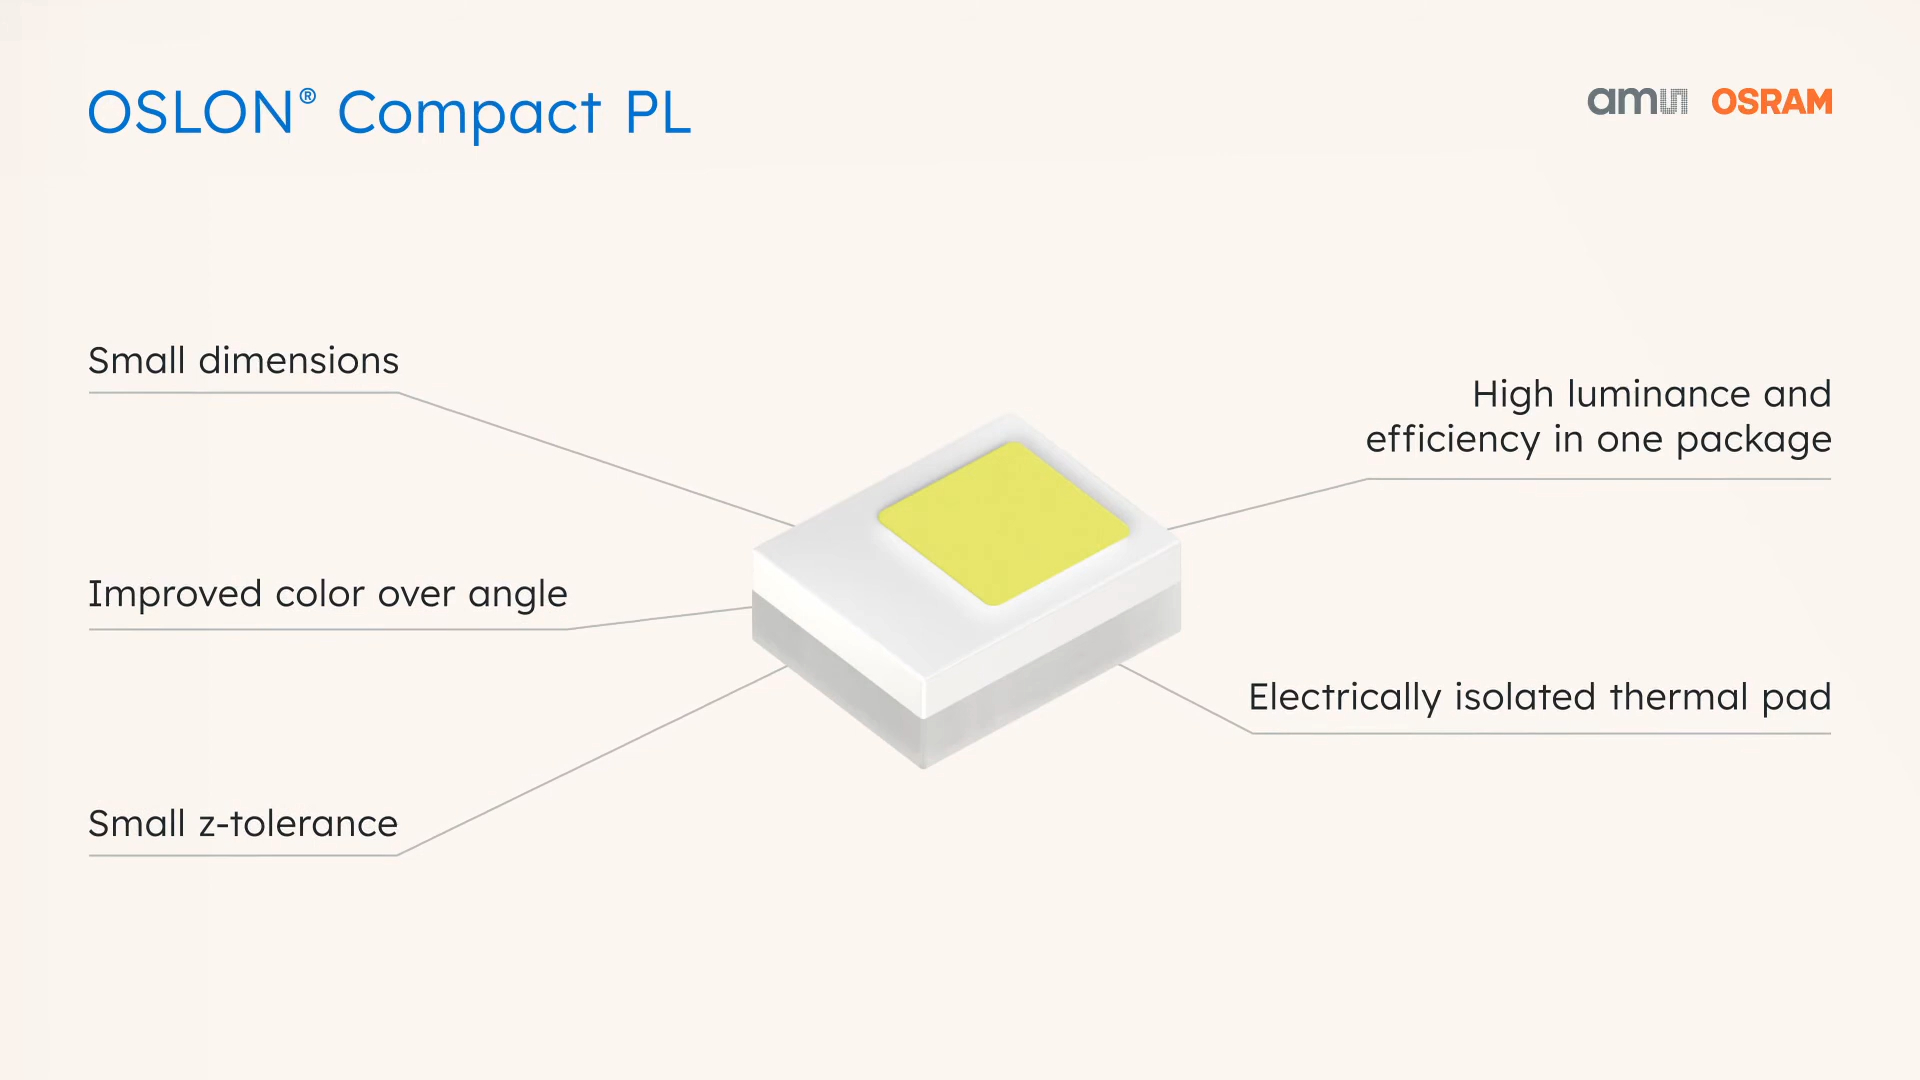 OSLON® Compact PL
am OSRAM
Small dimensions
High luminance and
efficiency in one package
Improved color over angle
Electrically isolated thermal pad
Small z-tolerance